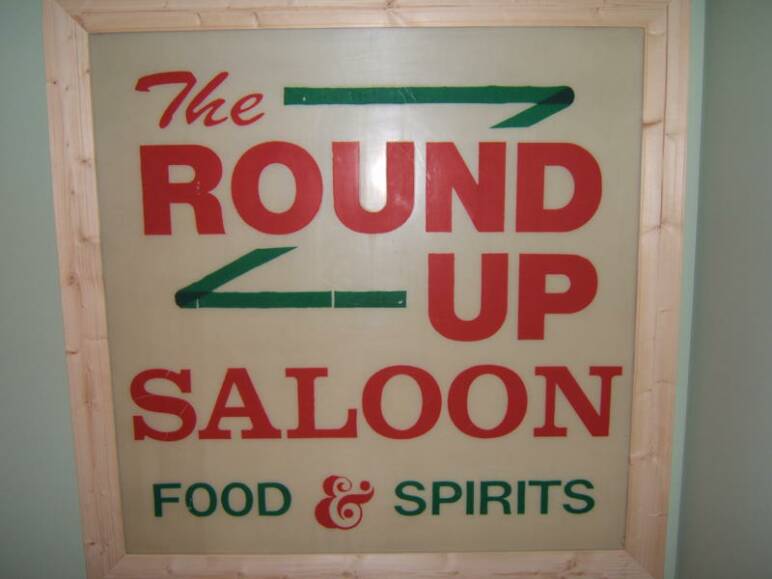 The
ROUND
UP
SALOON
FOOD & SPIRITS